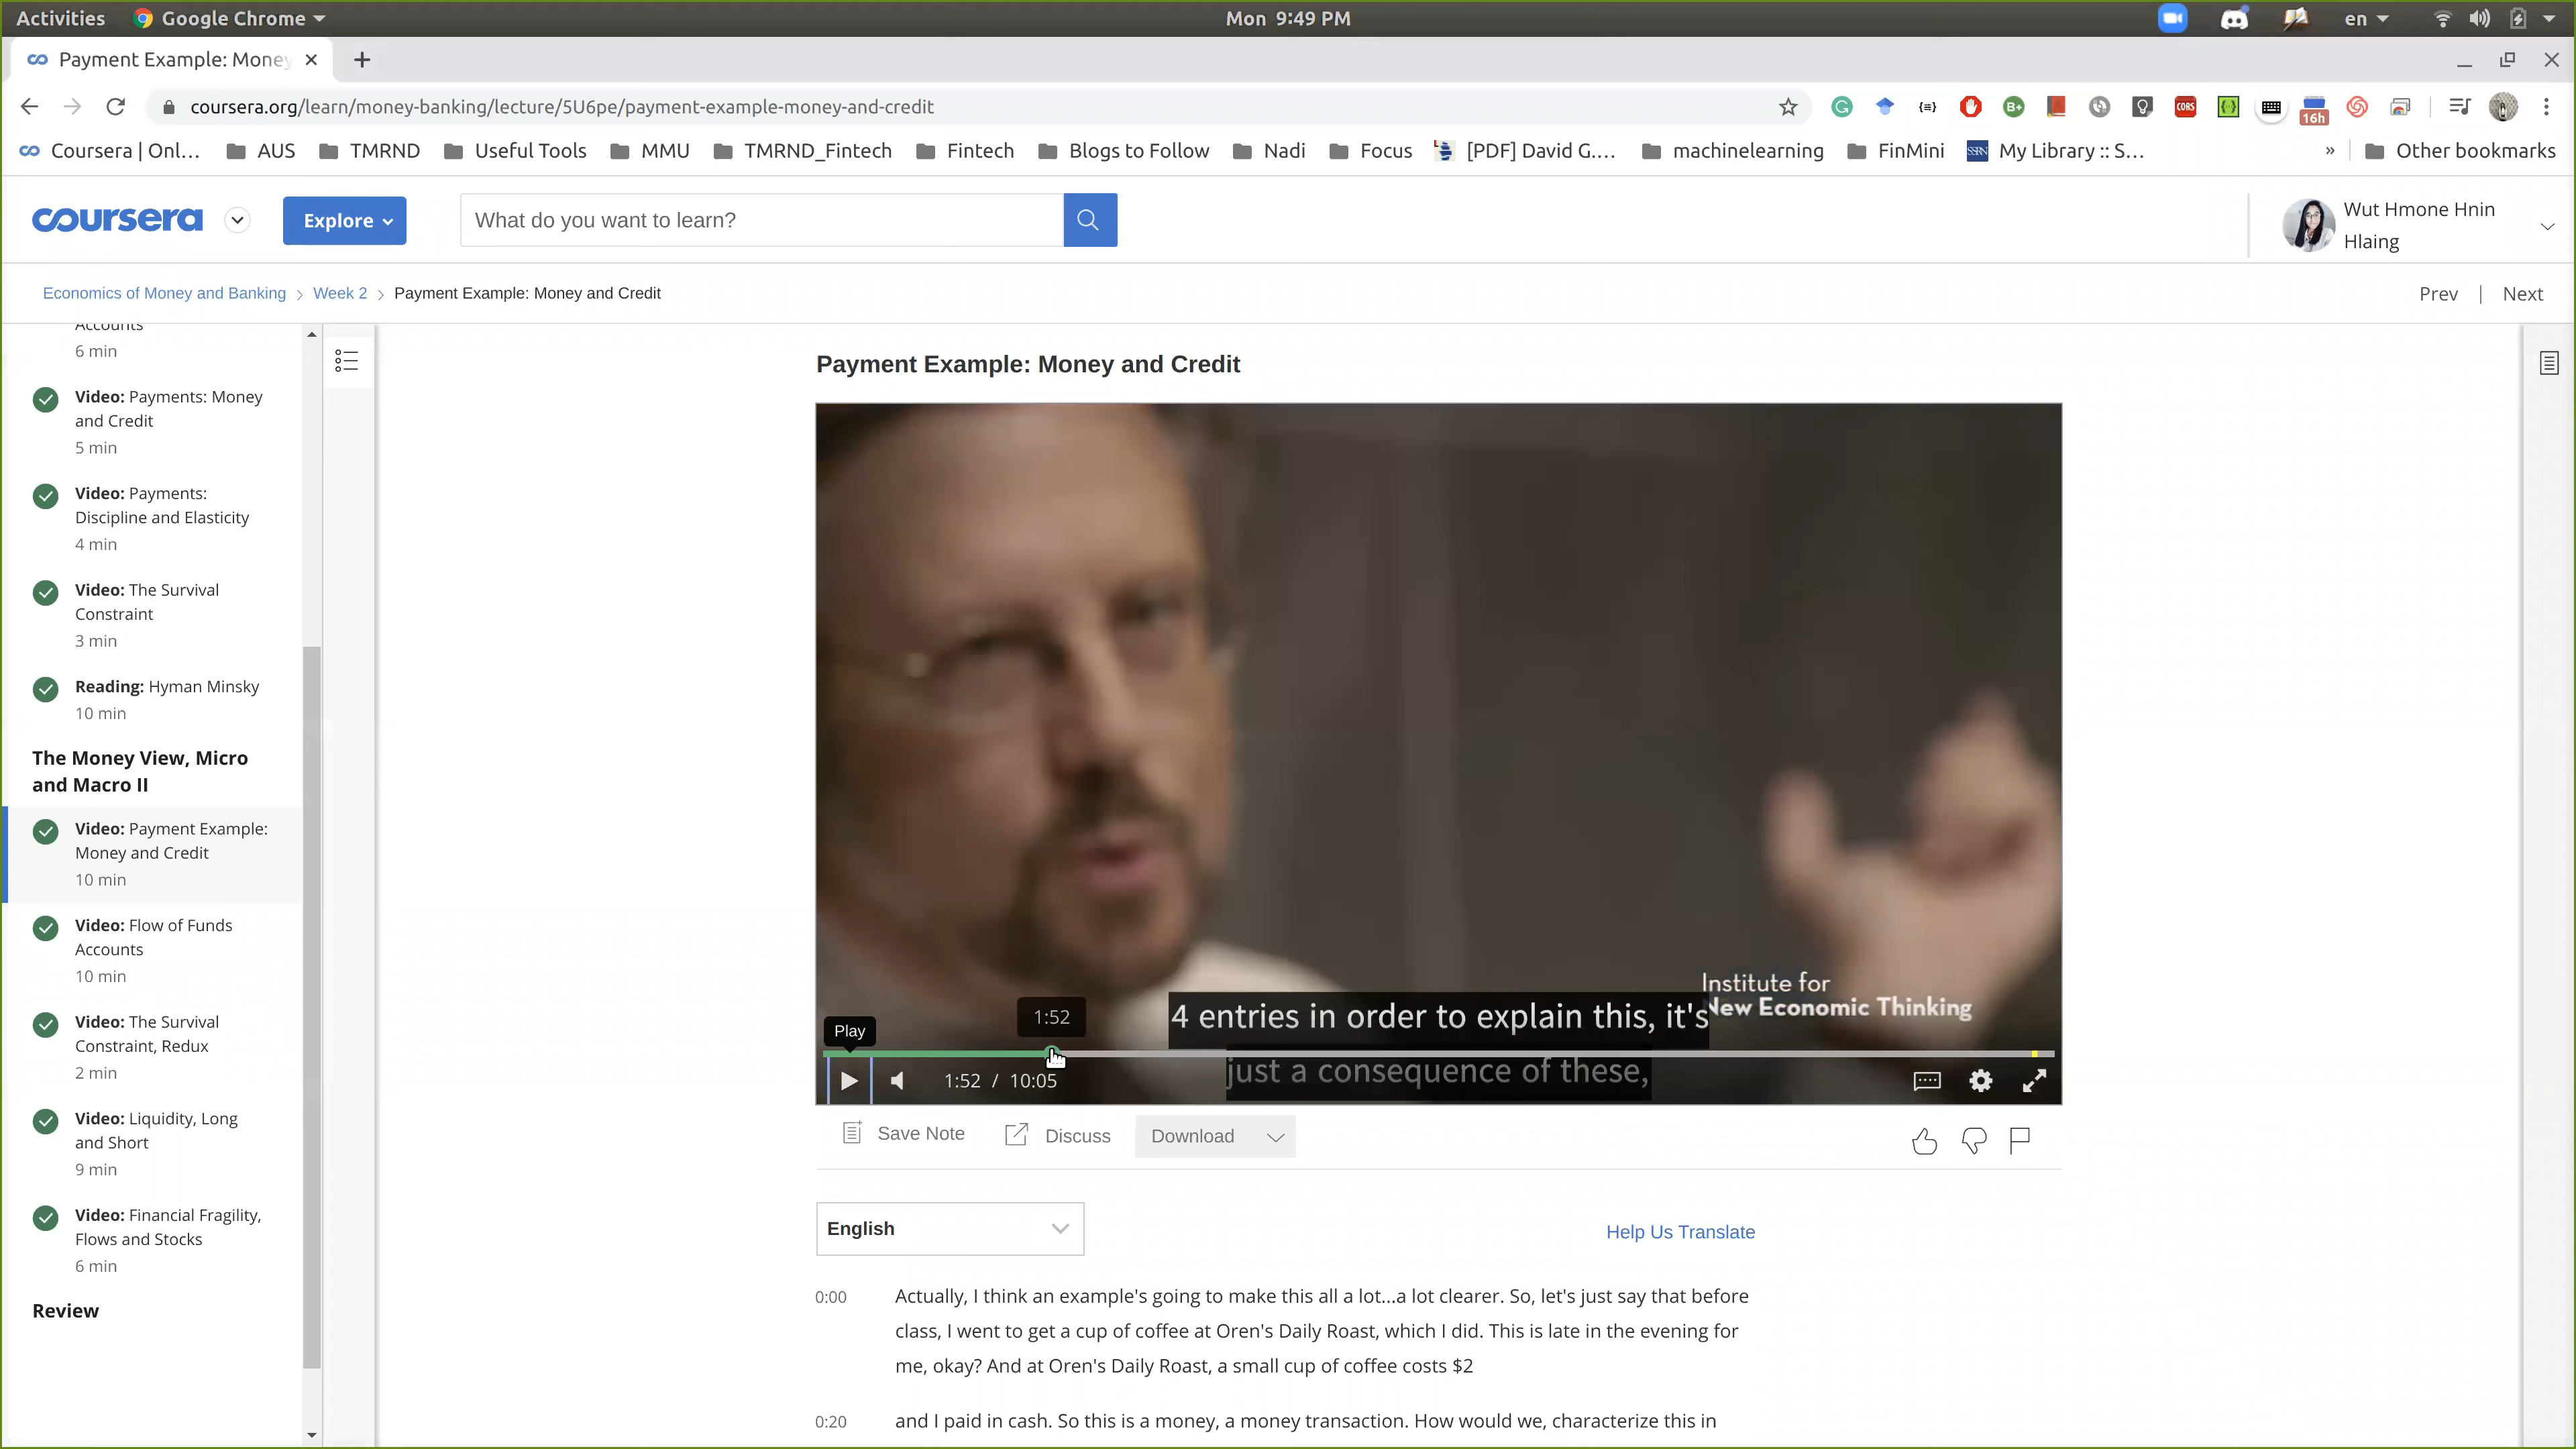 Activities Google Chrome Mon 9:49 PM en
Payment Example: Money
coursera.org/learn/money-banking/lecture/5U6pe/payment-example-money-and-credit
16h
CORS
B+
Coursera | Onl... AUS TMRND Useful Tools MMU TMRND_Fintech Fintech Blogs to Follow Nadi Focus [PDF] David G.... machinelearning FinMini SSRN My Library :: S... » Other bookmarks
coursera Explore What do you want to learn? Wut Hmone Hnin
Hlaing
Economics of Money and Banking > Week 2 > Payment Example: Money and Credit Prev | Next
Accounts
6 min
Video: Payments: Money
and Credit
5 min
Video: Payments:
Discipline and Elasticity
4 min
Video: The Survival
Constraint
3 min
Reading: Hyman Minsky
10 min
The Money View, Micro
and Macro II
Video: Payment Example:
Money and Credit
10 min
Video: Flow of Funds
Accounts
10 min
Video: The Survival
Constraint, Redux
2 min
Video: Liquidity, Long
and Short
9 min
Video: Financial Fragility,
Flows and Stocks
6 min
Review
Payment Example: Money and Credit
Institute for
New Economic Thinking
4 entries in order to explain this, it's
just a consequence of these,
1:52
Play
1:52 / 10:05
Save Note Discuss Download
English Help Us Translate
0:00 Actually, I think an example's going to make this all a lot...a lot clearer. So, let's just say that before
class, I went to get a cup of coffee at Oren's Daily Roast, which I did. This is late in the evening for
me, okay? And at Oren's Daily Roast, a small cup of coffee costs $2
0:20 and I paid in cash. So this is a money, a money transaction. How would we, characterize this in